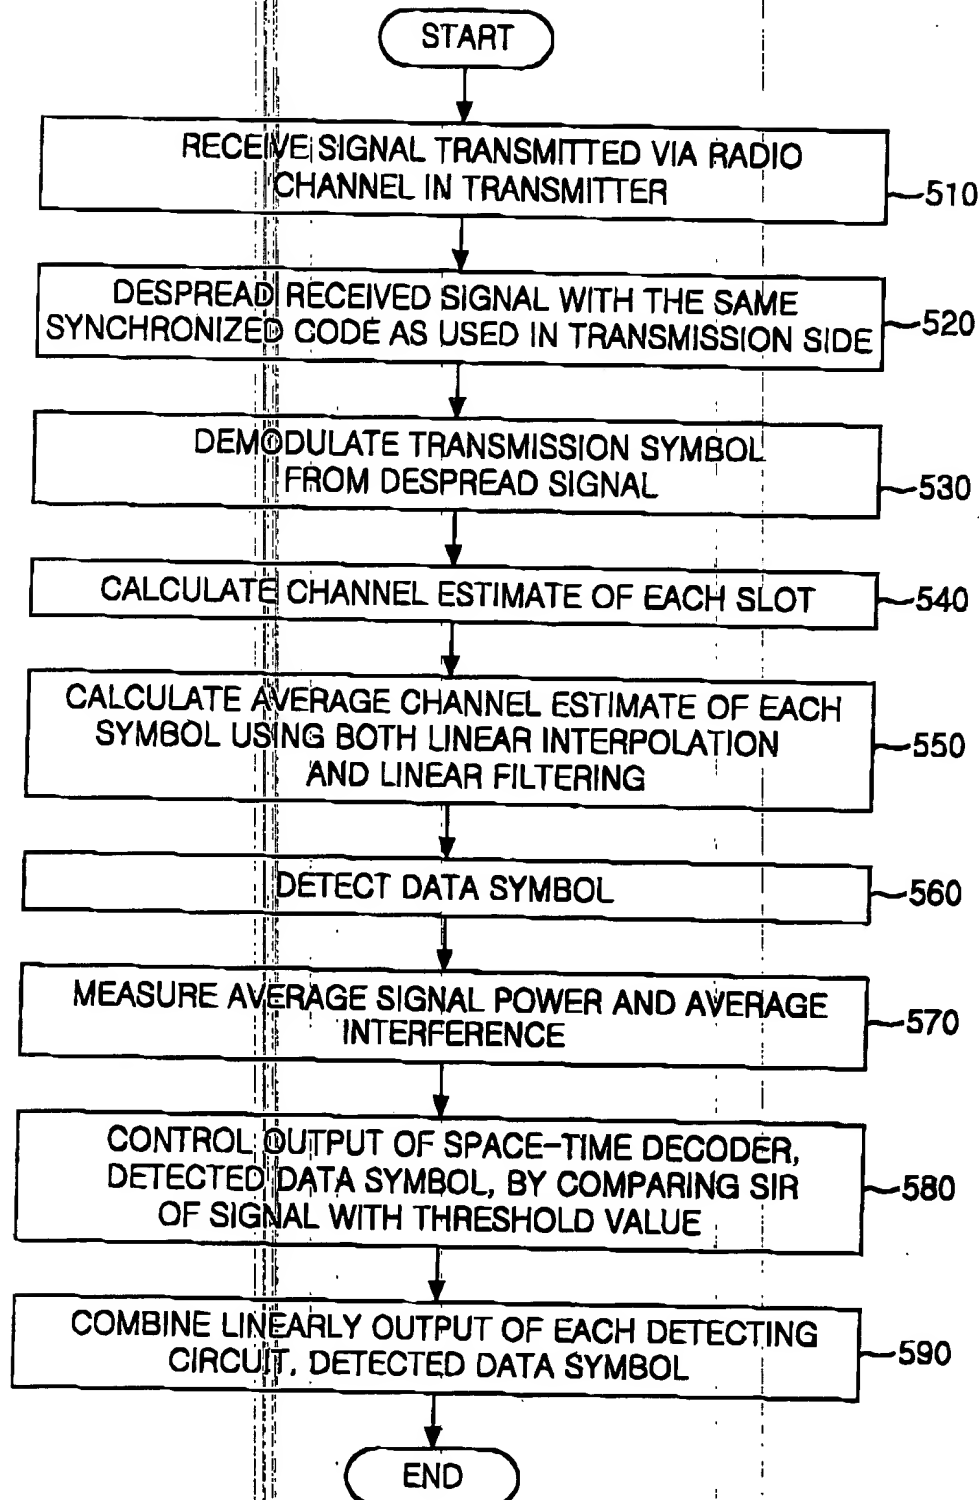 START
RECEIVE SIGNAL TRANSMITTED VIA RADIO
CHANNEL IN TRANSMITTER
510
DESPREAD RECEIVED SIGNAL WITH THE SAME
SYNCHRONIZED CODE AS USED IN TRANSMISSION SIDE
520
DEMODULATE TRANSMISSION SYMBOL
FROM DESPREAD SIGNAL
530
CALCULATE CHANNEL ESTIMATE OF EACH SLOT
540
CALCULATE AVERAGE CHANNEL ESTIMATE OF EACH
SYMBOL USING BOTH LINEAR INTERPOLATION
AND LINEAR FILTERING
550
DETECT DATA SYMBOL
560
MEASURE AVERAGE SIGNAL POWER AND AVERAGE
INTERFERENCE
570
CONTROL OUTPUT OF SPACE-TIME DECODER,
DETECTED DATA SYMBOL, BY COMPARING SIR
OF SIGNAL WITH THRESHOLD VALUE
580
COMBINE LINEARLY OUTPUT OF EACH DETECTING
CIRCUIT. DETECTED DATA SYMBOL
590
END